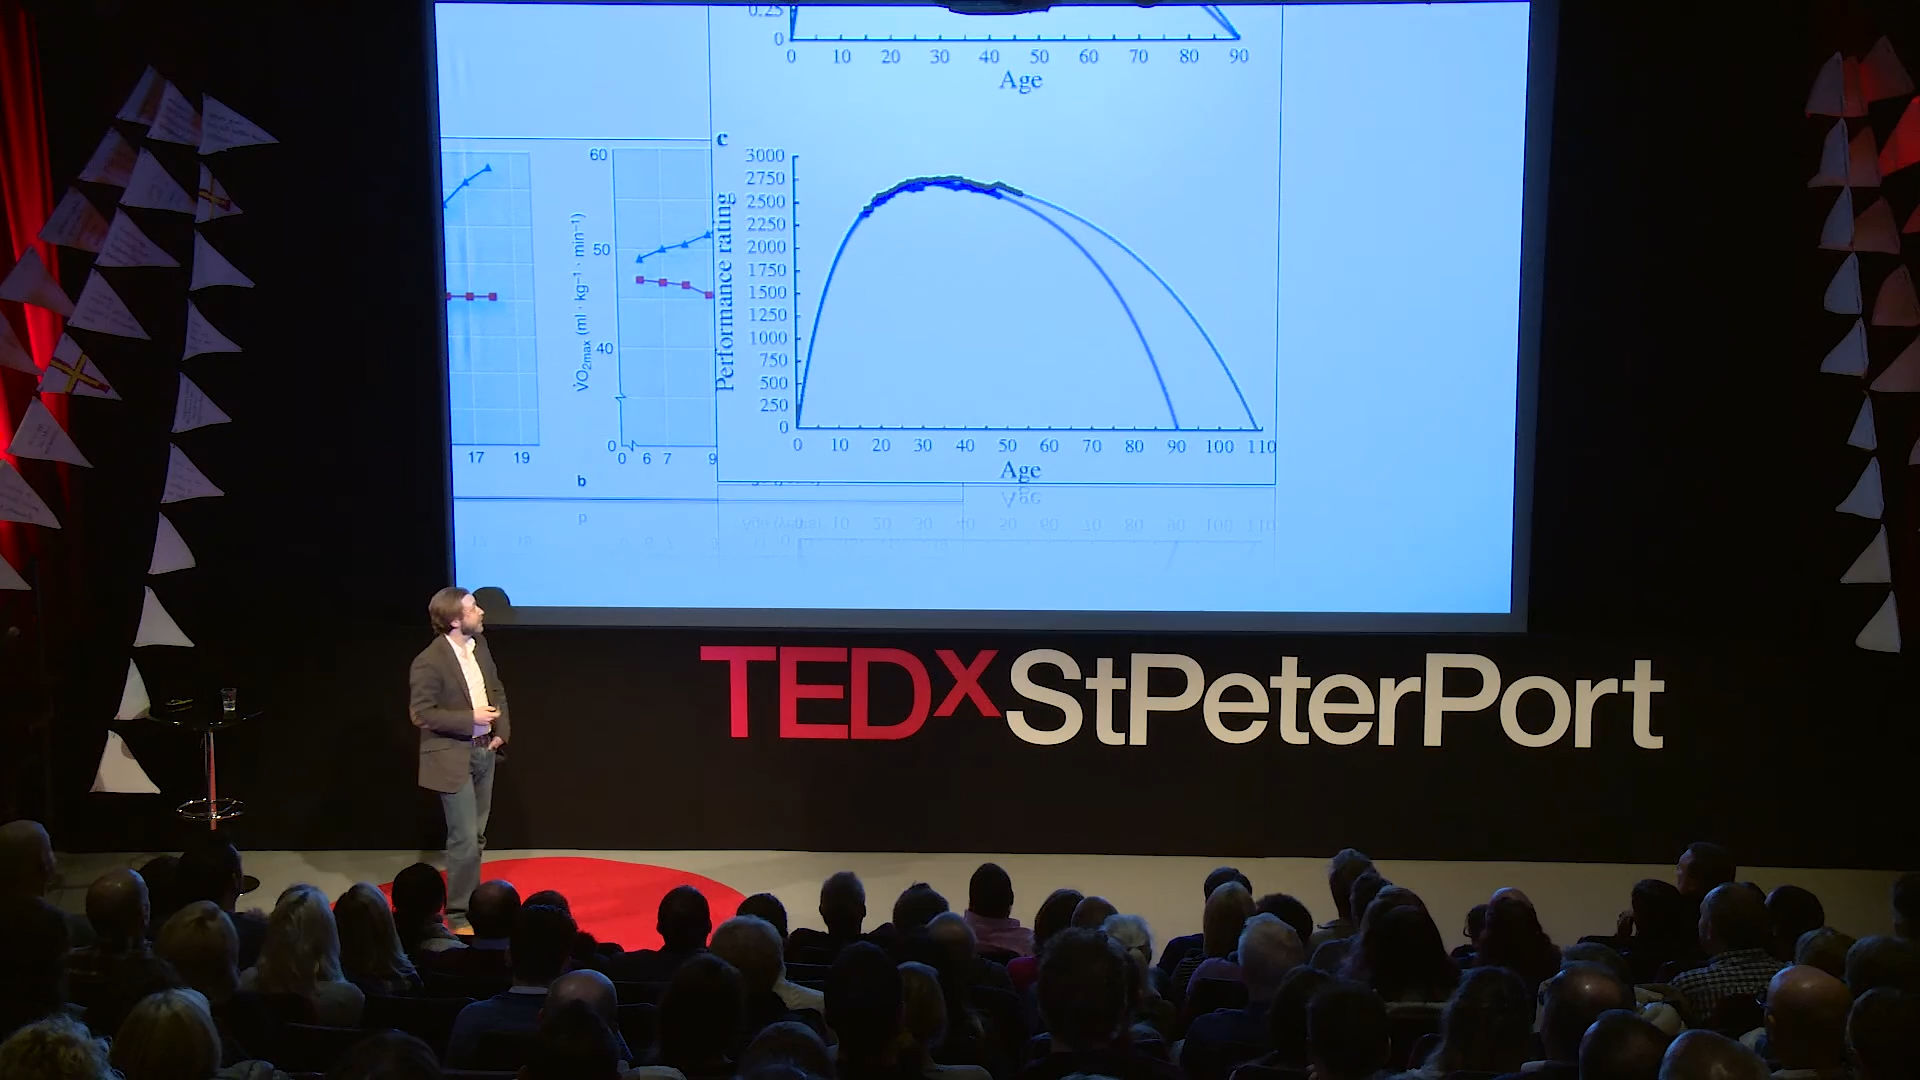 0.25
0
0 10 20 30 40 50 60 70 80 90
Age
c
3000
2750
2500
2250
2000
1750
1500
1250
1000
750
500
250
0
Performance rating
0 10 20 30 40 50 60 70 80 90 100 110
Age
60
50
40
0
V̇O2max (ml · kg−1 · min−1)
17 19
0 6 7 9
b
TEDxStPeterPort